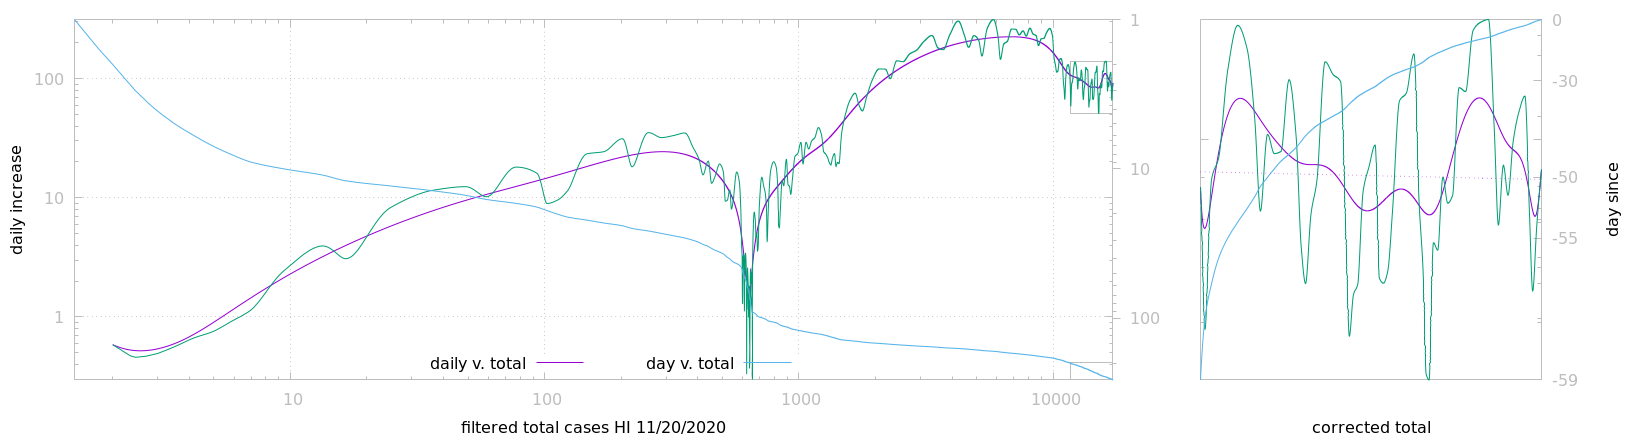 daily increase
100
10
1
10
100
1000
10000
1
10
100
daily v. total
day v. total
filtered total cases HI 11/20/2020
0
-30
-50
-55
-59
day since
corrected total